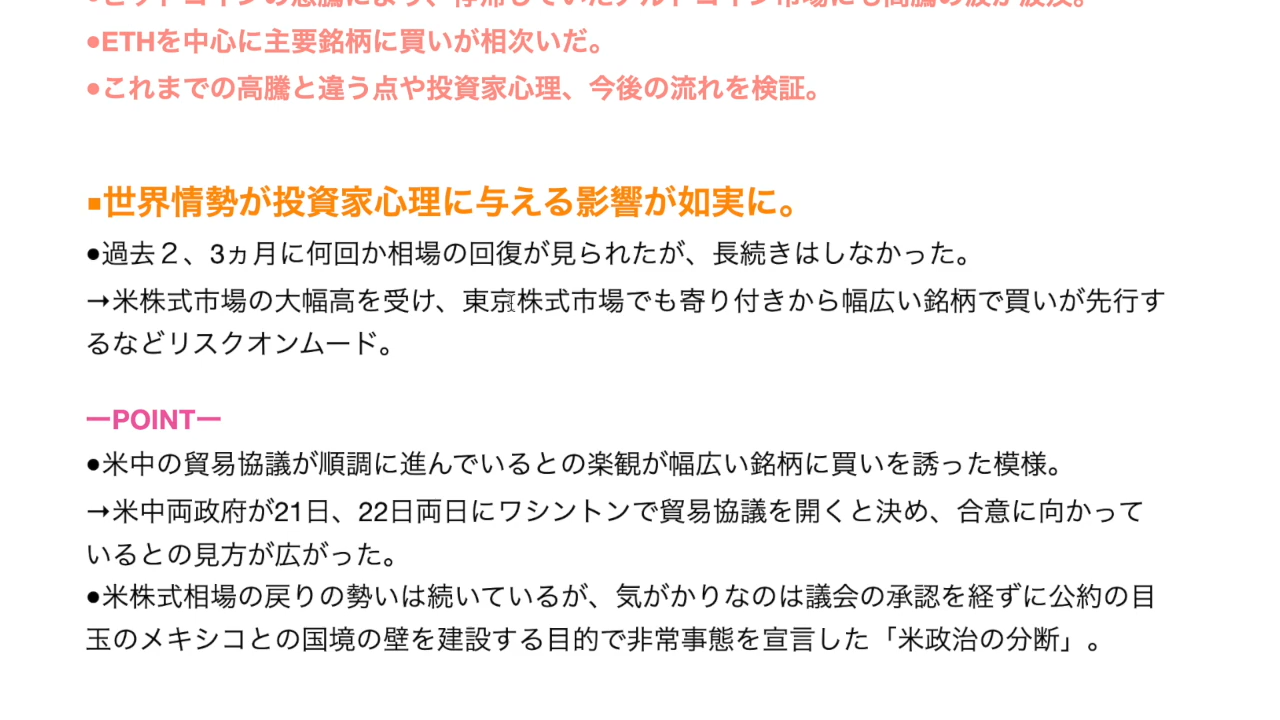 ●ETHを中心に主要銘柄に買いが相次いだ。
●これまでの高騰と違う点や投資家心理、今後の流れを検証。
■世界情勢が投資家心理に与える影響が如実に。
●過去２、3ヵ月に何回か相場の回復が見られたが、長続きはしなかった。
→米株式市場の大幅高を受け、東京株式市場でも寄り付きから幅広い銘柄で買いが先行す
るなどリスクオンムード。
ーPOINTー
●米中の貿易協議が順調に進んでいるとの楽観が幅広い銘柄に買いを誘った模様。
→米中両政府が21日、22日両日にワシントンで貿易協議を開くと決め、合意に向かって
いるとの見方が広がった。
●米株式相場の戻りの勢いは続いているが、気がかりなのは議会の承認を経ずに公約の目
玉のメキシコとの国境の壁を建設する目的で非常事態を宣言した「米政治の分断」。